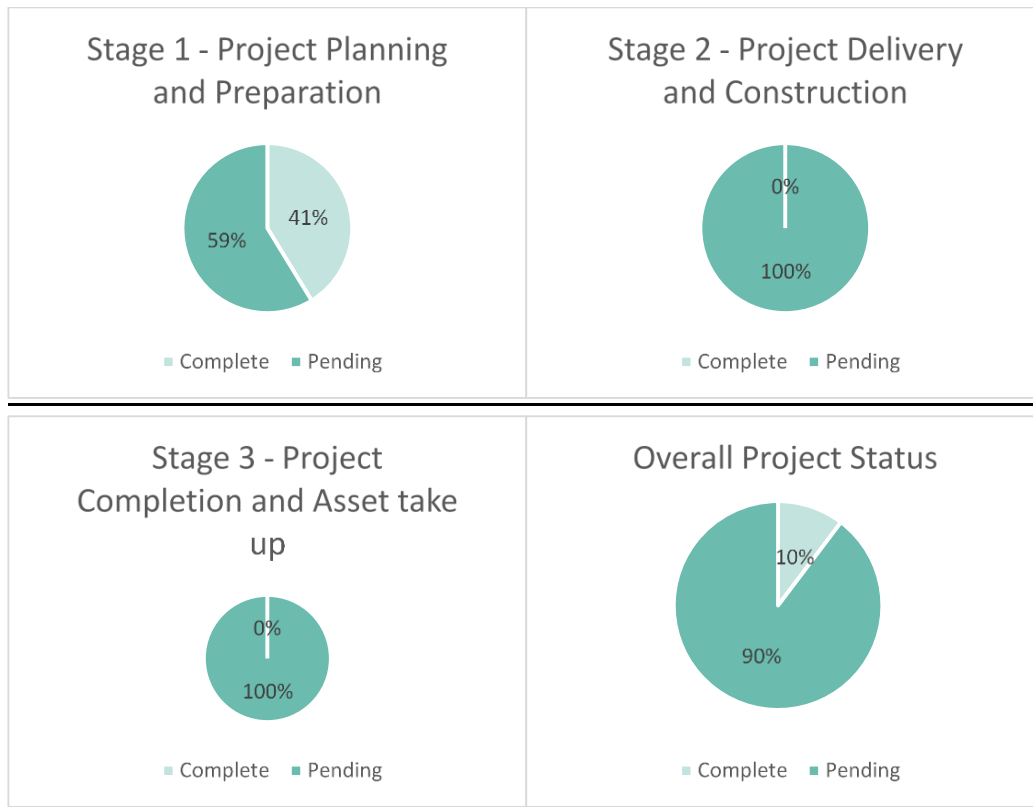 Stage 1 - Project Planning
and Preparation
41%
59%
Complete Pending
Stage 2 - Project Delivery
and Construction
0%
100%
Complete Pending
Stage 3 - Project
Completion and Asset take
up
0%
100%
Complete Pending
Overall Project Status
10%
90%
Complete Pending